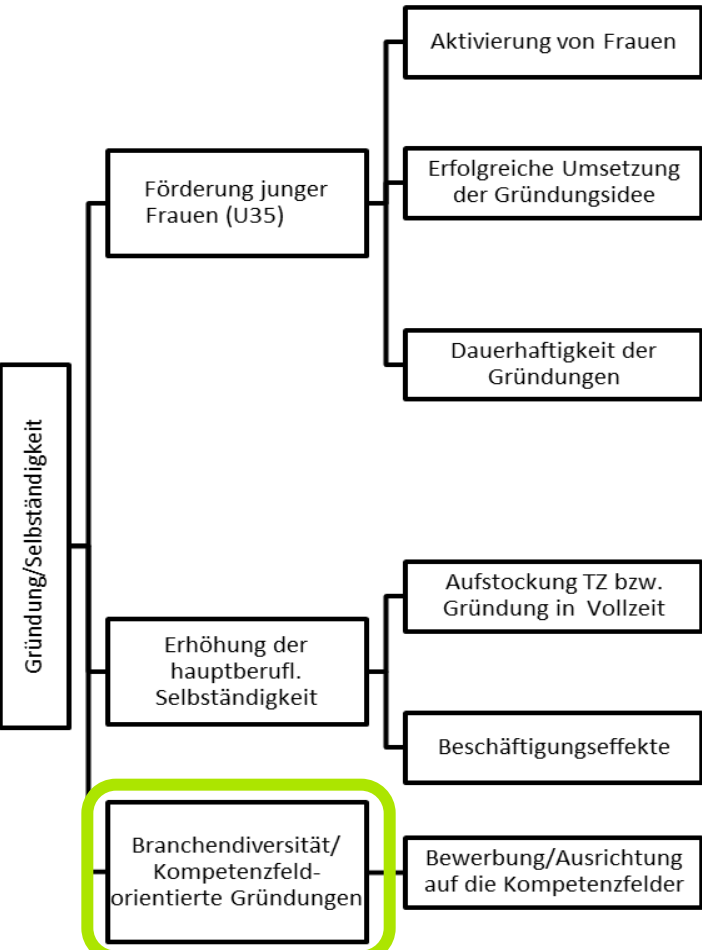 Gründung/Selbständigkeit
Förderung junger
Frauen (U35)
Aktivierung von Frauen
Erfolgreiche Umsetzung
der Gründungsidee
Dauerhaftigkeit der
Gründungen
Erhöhung der
hauptberufl.
Selbständigkeit
Aufstockung TZ bzw.
Gründung in Vollzeit
Beschäftigungseffekte
Branchendiversität/
Kompetenzfeld-
orientierte Gründungen
Bewerbung/Ausrichtung
auf die Kompetenzfelder